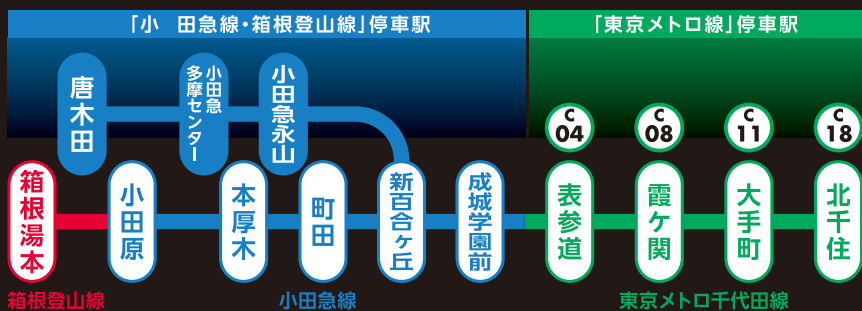 「小 田急線・箱根登山線」停車駅
「東京メトロ線」停車駅
唐木田
小田急
多摩センター
小田急永山
C
04
C
08
C
11
C
18
箱根湯本
小田原
本厚木
町田
新百合ヶ丘
成城学園前
表参道
霞ケ関
大手町
北千住
箱根登山線
小田急線
東京メトロ千代田線